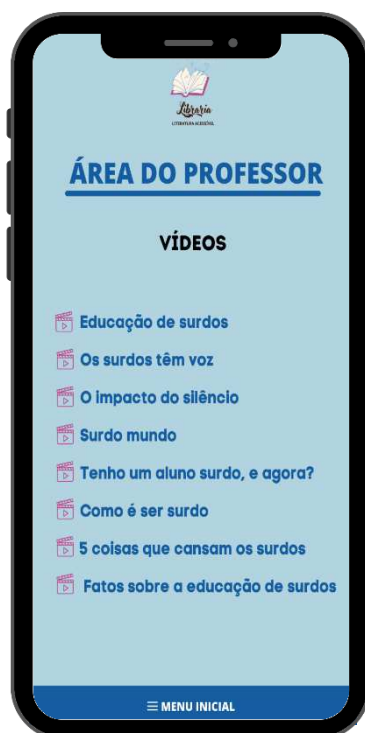 Libraria
LITERATURA ACESSÍVEL
ÁREA DO PROFESSOR
VÍDEOS
Educação de surdos
Os surdos têm voz
O impacto do silêncio
Surdo mundo
Tenho um aluno surdo, e agora?
Como é ser surdo
5 coisas que cansam os surdos
Fatos sobre a educação de surdos
MENU INICIAL